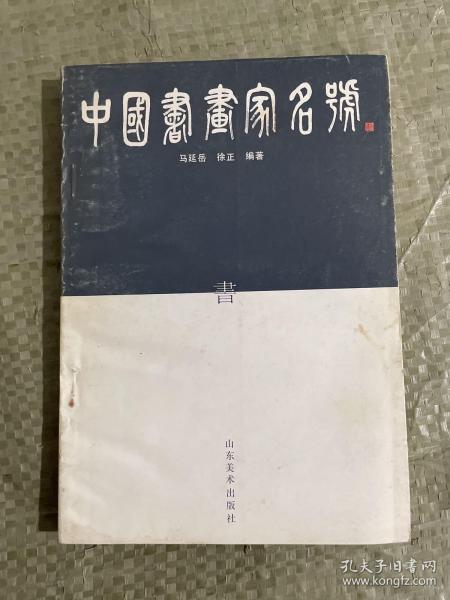 中國書畫家名號
马延岳 徐正 编著
書
山东美术出版社
孔夫子旧书网
www.kongfz.com